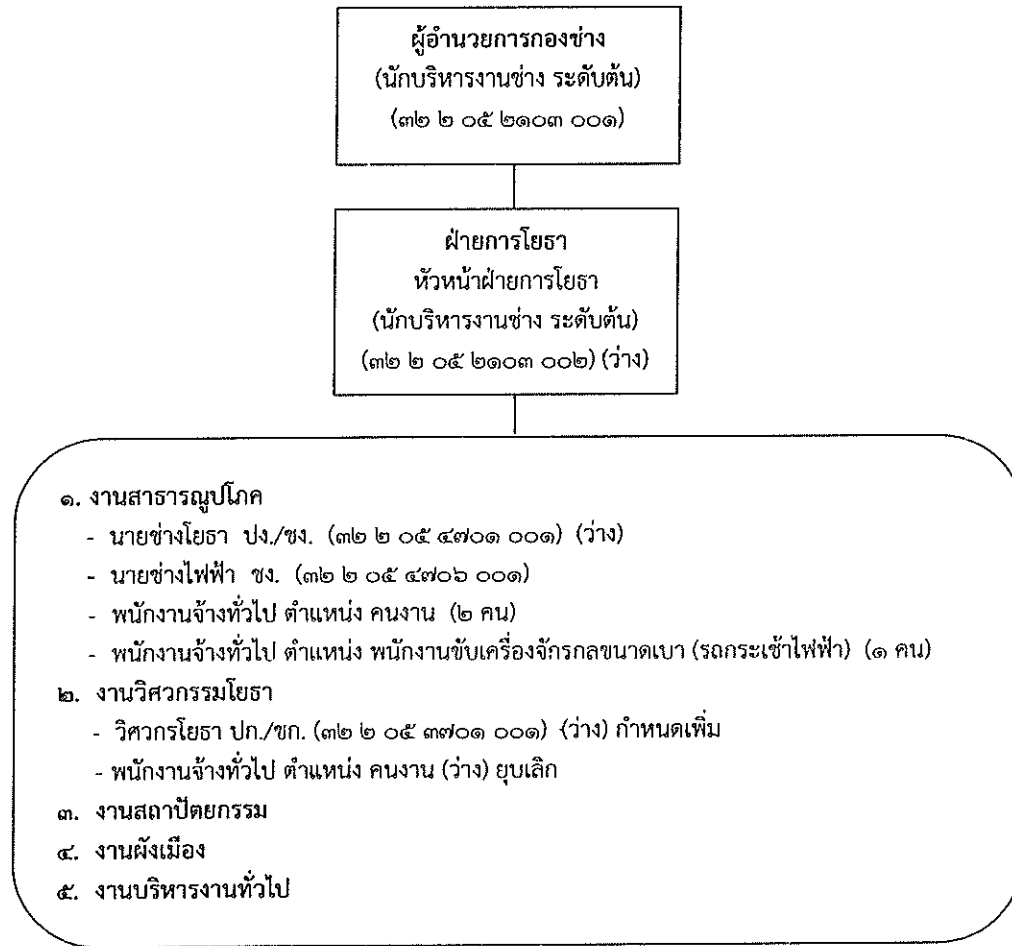 ผู้อำนวยการกองช่าง
(นักบริหารงานช่าง ระดับต้น)
(๓๒ ๒ ๐๕ ๒๑๐๓ ๐๐๑)
ฝ่ายการโยธา
หัวหน้าฝ่ายการโยธา
(นักบริหารงานช่าง ระดับต้น)
(๓๒ ๒ ๐๕ ๒๑๐๓ ๐๐๒) (ว่าง)
๑. งานสาธารณูปโภค
- นายช่างโยธา ปง./ชง. (๓๒ ๒ ๐๕ ๔๗๐๑ ๐๐๑) (ว่าง)
- นายช่างไฟฟ้า ชง. (๓๒ ๒ ๐๕ ๔๗๐๖ ๐๐๑)
- พนักงานจ้างทั่วไป ตำแหน่ง คนงาน (๒ คน)
- พนักงานจ้างทั่วไป ตำแหน่ง พนักงานขับเครื่องจักรกลขนาดเบา (รถกระเช้าไฟฟ้า) (๑ คน)
๒. งานวิศวกรรมโยธา
- วิศวกรโยธา ปก./ชก. (๓๒ ๒ ๐๕ ๓๗๐๑ ๐๐๑) (ว่าง) กำหนดเพิ่ม
- พนักงานจ้างทั่วไป ตำแหน่ง คนงาน (ว่าง) ยุบเลิก
๓. งานสถาปัตยกรรม
๔. งานผังเมือง
๕. งานบริหารงานทั่วไป